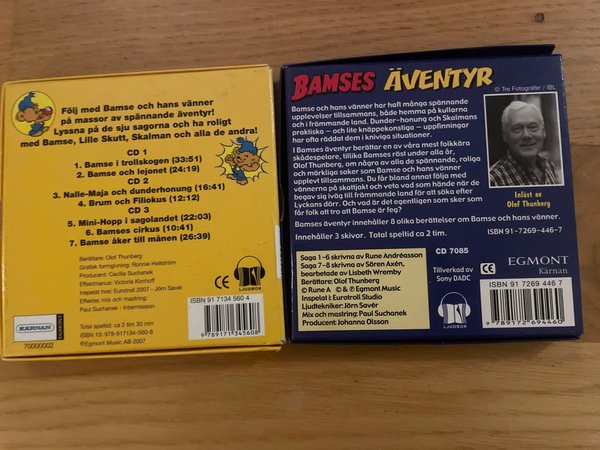 Följ med Bamse och hans vänner
på massor av spännande äventyr!
Lyssna på de sju sagorna och ha roligt
med Bamse, Lille Skutt, Skalman och alla de andra!
CD 1
1. Bamse i trollskogen (33:51)
2. Bamse och lejonet (24:19)
CD 2
3. Nalle-Maja och dunderhonung (16:41)
4. Brum och Filiokus (12:12)
CD 3
5. Mini-Hopp i sagolandet (22:03)
6. Bamses cirkus (10:41)
7. Bamse åker till månen (26:39)
Berättare: Olof Thunberg
Grafisk formgivning: Ronnie Hellström
Producent: Cecilia Suchanek
Effektmanus: Victoria Kirchoff
Inspelat hos: Eurotroll 2007 - Jörn Savér
Effekter, mix och mastring:
Paul Suchanek - Intermission
KÄRNAN
EGMONT
70000002
Total speltid: ca 2 tim 30 min
ISBN 13: 978-917134-560-8
℗Egmont Music AB 2007
LJUDBOK
ISBN 91 7134 560 4
9789171345608
BAMSES ÄVENTYR
© Tre Fotografer / IBL
Bamse och hans vänner har haft många spännande
upplevelser tillsammans, både hemma på kullarna
och i främmande land. Dunder-honung och Skalmans
praktiska – och lite knäppekonstiga – uppfinningar
har ofta räddat dem i kniviga situationer.
I Bamses äventyr berättar en av våra mest folkkära
skådespelare, tillika Bamses röst under alla år,
Olof Thunberg, om några av alla de spännande, roliga
och märkliga saker som Bamse och hans vänner
upplevt tillsammans. Du får bland annat följa med
vännerna på skattjakt och vela vad som hände när de
begav sig iväg till främmande land för att söka efter
Lyckans dörr. Och vad är det egentligen som sker som
får folk att tro att Bamse är feg?
Bamses äventyr innehåller 8 olika berättelser om Bamse och hans vänner.
Innehåller 3 skivor. Total speltid ca 2 tim.
Inläst av
Olof Thunberg
ISBN 91-7269-446-7
Saga 1-6 skrivna av Rune Andréasson
Saga 7-8 skrivna av Sören Axén,
bearbetade av Lisbeth Wremby
Berättare: Olof Thunberg
© Rune A © & ℗ Egmont Music
Inspelat i: Eurotroll Studio
Ljudtekniker: Jörn Savér
Mix och mastring: Paul Suchanek
Producent: Johanna Olsson
CD 7085
Tillverkad av
Sony DADC
LJUDBOK
EGMONT
Kärnan
ISBN 91 7269 446 7
9789172694460